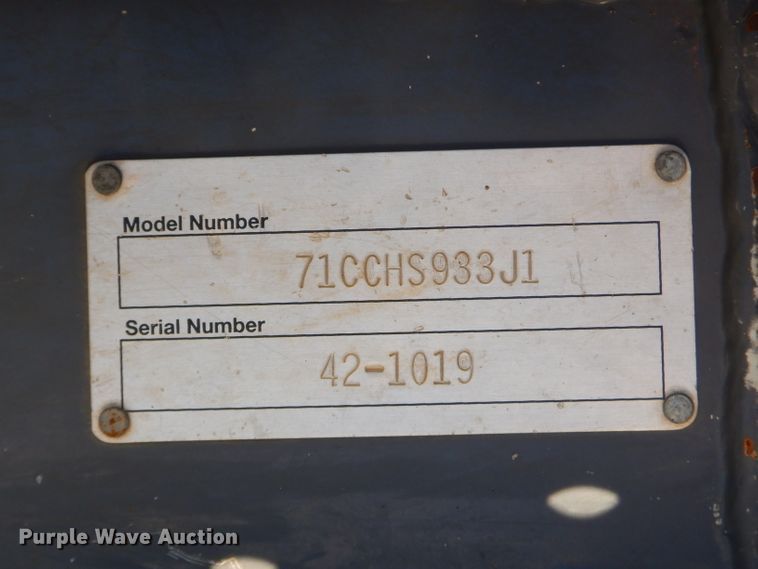 Model Number
71CCHS933J1
Serial Number
42-1019
Purple Wave Auction